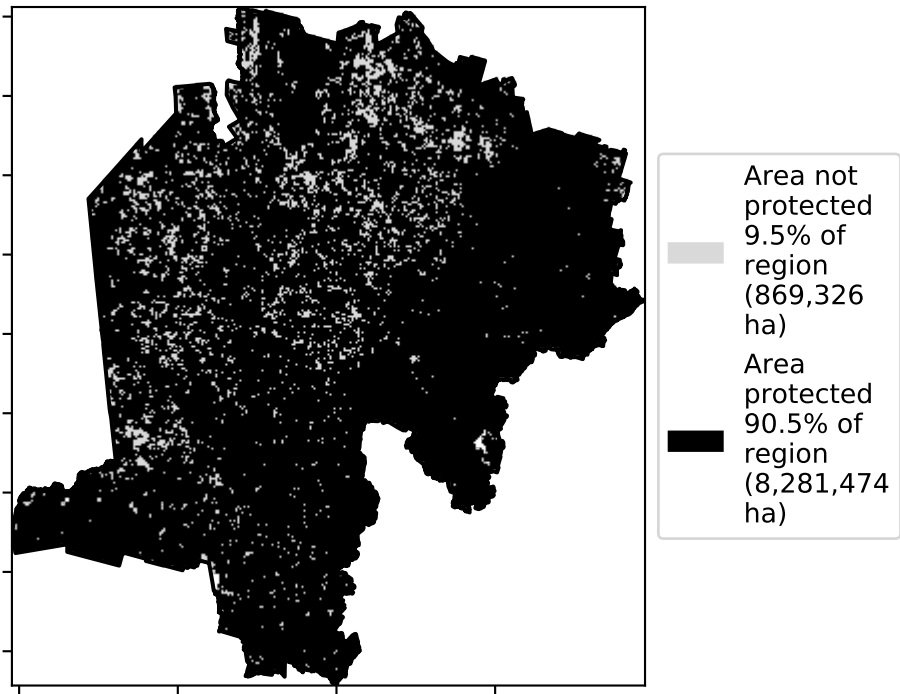 Area not
protected
9.5% of
region
(869,326
ha)
Area
protected
90.5% of
region
(8,281,474
ha)